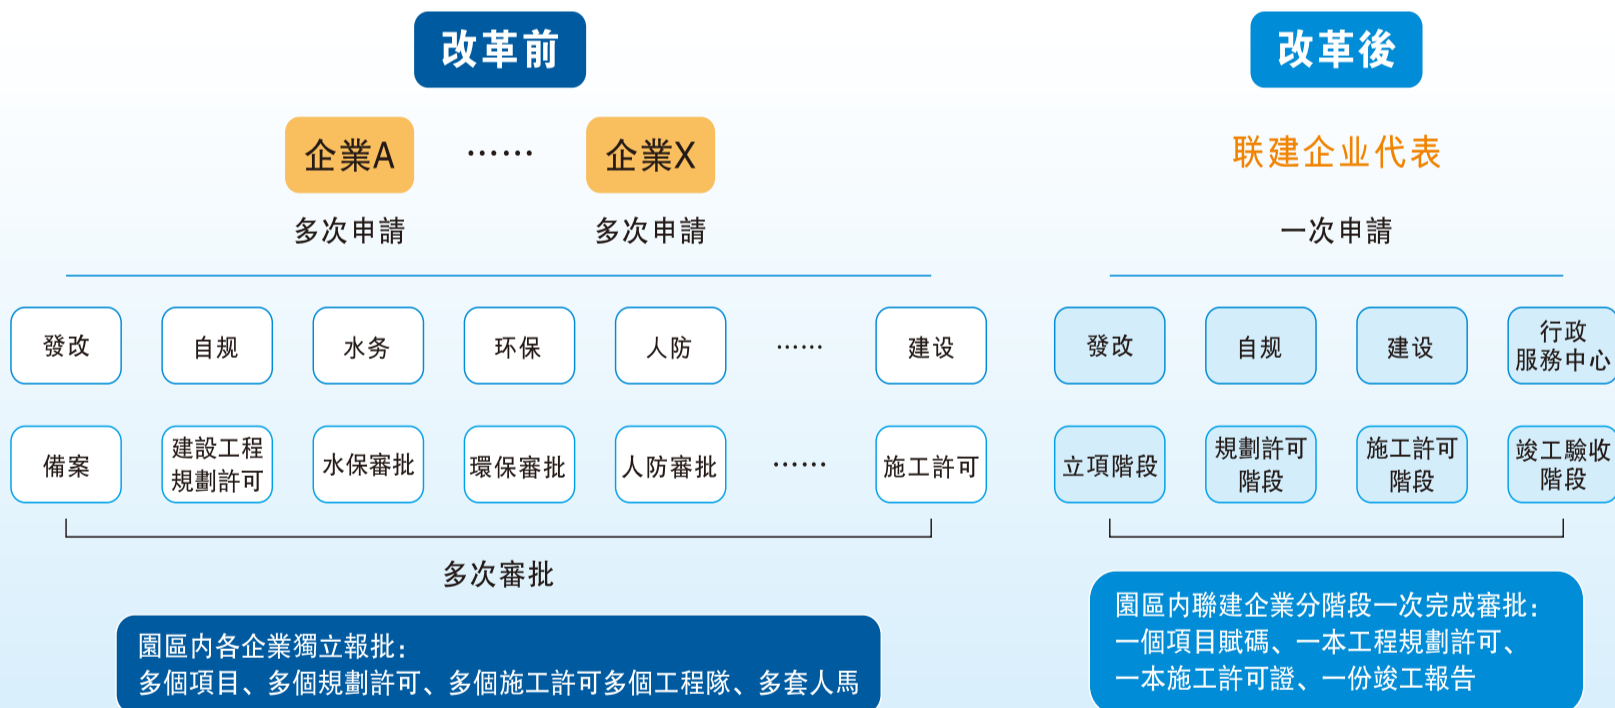 改革前
企業A
……
企業X
多次申請
多次申請
發改
自规
水务
环保
人防
……
建设
備案
建設工程
規劃許可
水保審批
環保審批
人防審批
……
施工許可
多次審批
園區内各企業獨立報批：
多個項目、多個規劃許可、多個施工許可多個工程隊、多套人馬
改革後
联建企业代表
一次申請
發改
自规
建设
行政
服務中心
立項階段
規劃許可
階段
施工許可
階段
竣工驗收
階段
園區内聯建企業分階段一次完成審批：
一個項目賦碼、一本工程規劃許可、
一本施工許可證、一份竣工報告